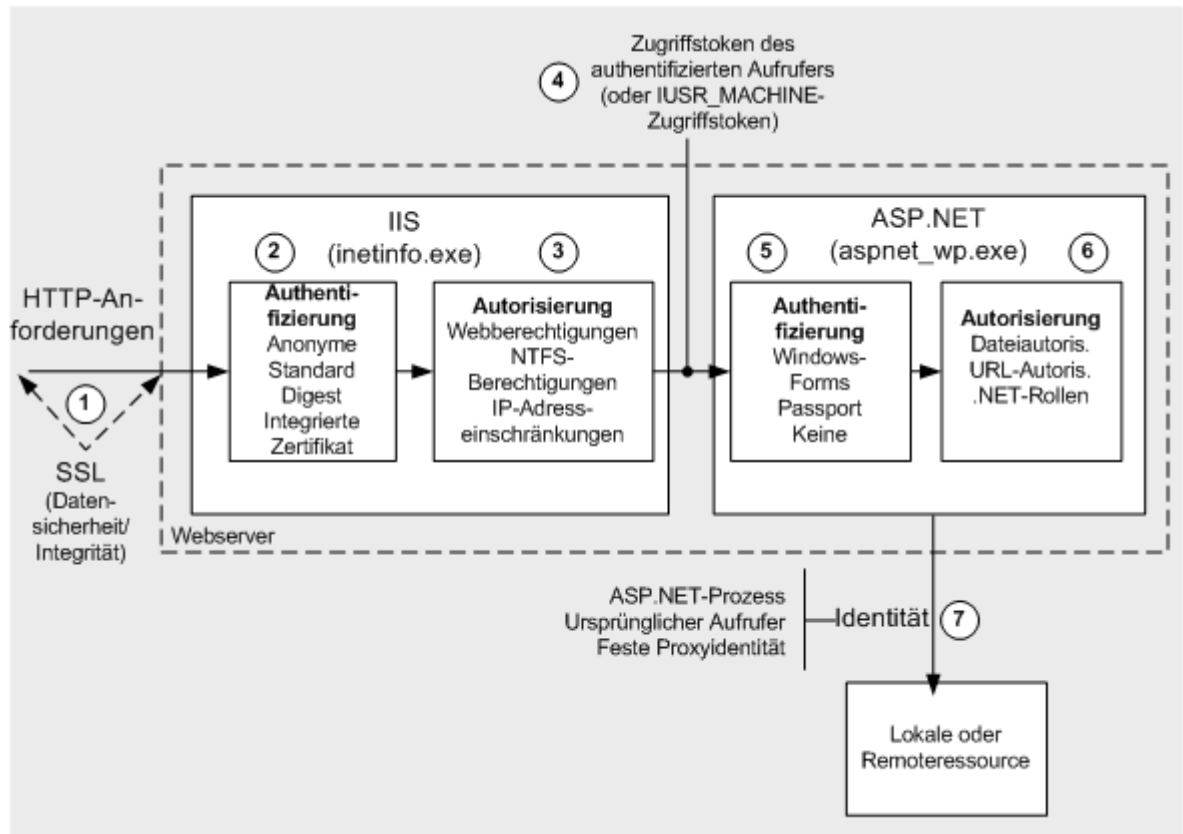 Zugriffstoken des
authentifizierten Aufrufers
(oder IUSR_MACHINE-
Zugriffstoken)
4
IIS
(inetinfo.exe)
2
3
ASP.NET
(aspnet_wp.exe)
5
6
HTTP-An-
forderungen
1
SSL
(Daten-
sicherheit/
Integrität)
Authenti-
fizierung
Anonyme
Standard
Digest
Integrierte
Zertifikat
Autorisierung
Webberechtigungen
NTFS-
Berechtigungen
IP-Adress-
einschränkungen
Authenti-
fizierung
Windows-
Forms
Passport
Keine
Autorisierung
Dateiautoris.
URL-Autoris.
.NET-Rollen
Webserver
ASP.NET-Prozess
Ursprünglicher Aufrufer
Feste Proxyidentität
Identität
7
Lokale oder
Remoteressource